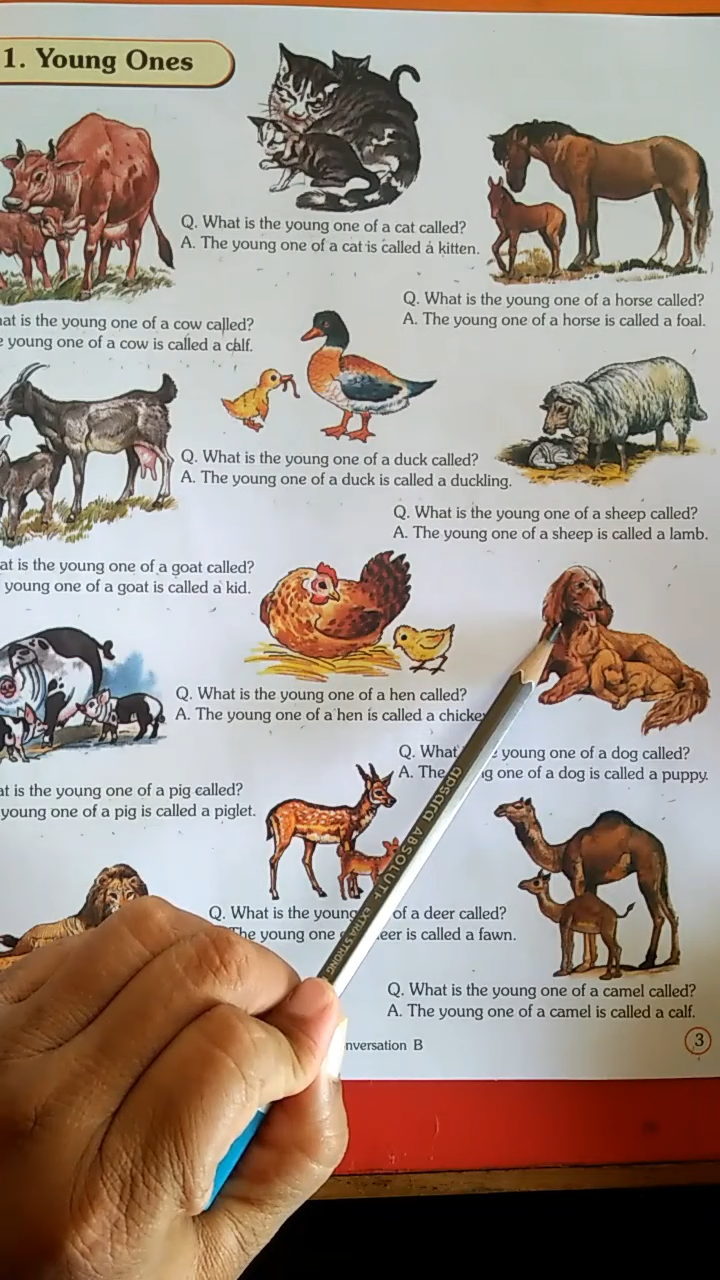 1. Young Ones
Q. What is the young one of a cat called?
A. The young one of a cat is called a kitten.
Q. What is the young one of a horse called?
A. The young one of a horse is called a foal.
is the young one of a cow called?
young one of a cow is called a calf.
Q. What is the young one of a duck called?
A. The young one of a duck is called a duckling.
Q. What is the young one of a sheep called?
A. The young one of a sheep is called a lamb.
is the young one of a goat called?
young one of a goat is called a kid.
Q. What is the young one of a hen called?
A. The young one of a hen is called a
Q. What young one of a dog called?
A. The one of a dog is called a puppy.
is the young one of a pig called?
young one of a pig is called a piglet.
Q. What is the young of a deer called?
The young one is called a fawn.
Q. What is the young one of a camel called?
A. The young one of a camel is called a calf.
B
3
apsara ABSOLUTE EXTRA STRONG